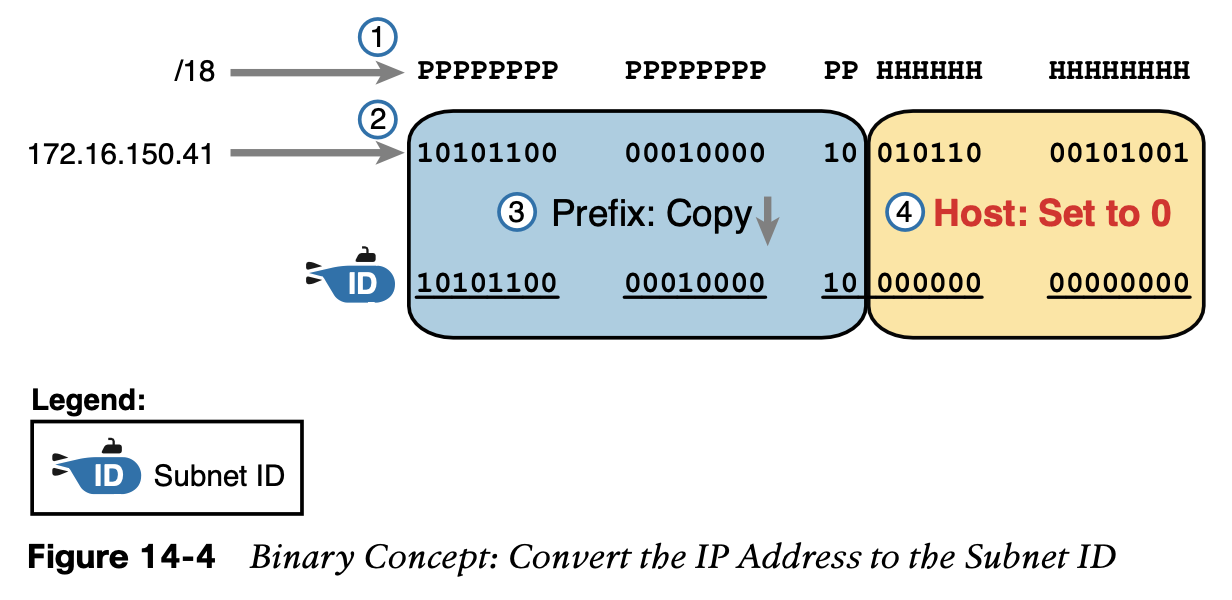 1
/18 PPPPPPPP PPPPPPPP PP HHHHHH HHHHHHHH
2
172.16.150.41 10101100 00010000 10 010110 00101001
3 Prefix: Copy 4 Host: Set to 0
ID 10101100 00010000 10 000000 00000000
Legend:
ID Subnet ID
Figure 14-4 Binary Concept: Convert the IP Address to the Subnet ID